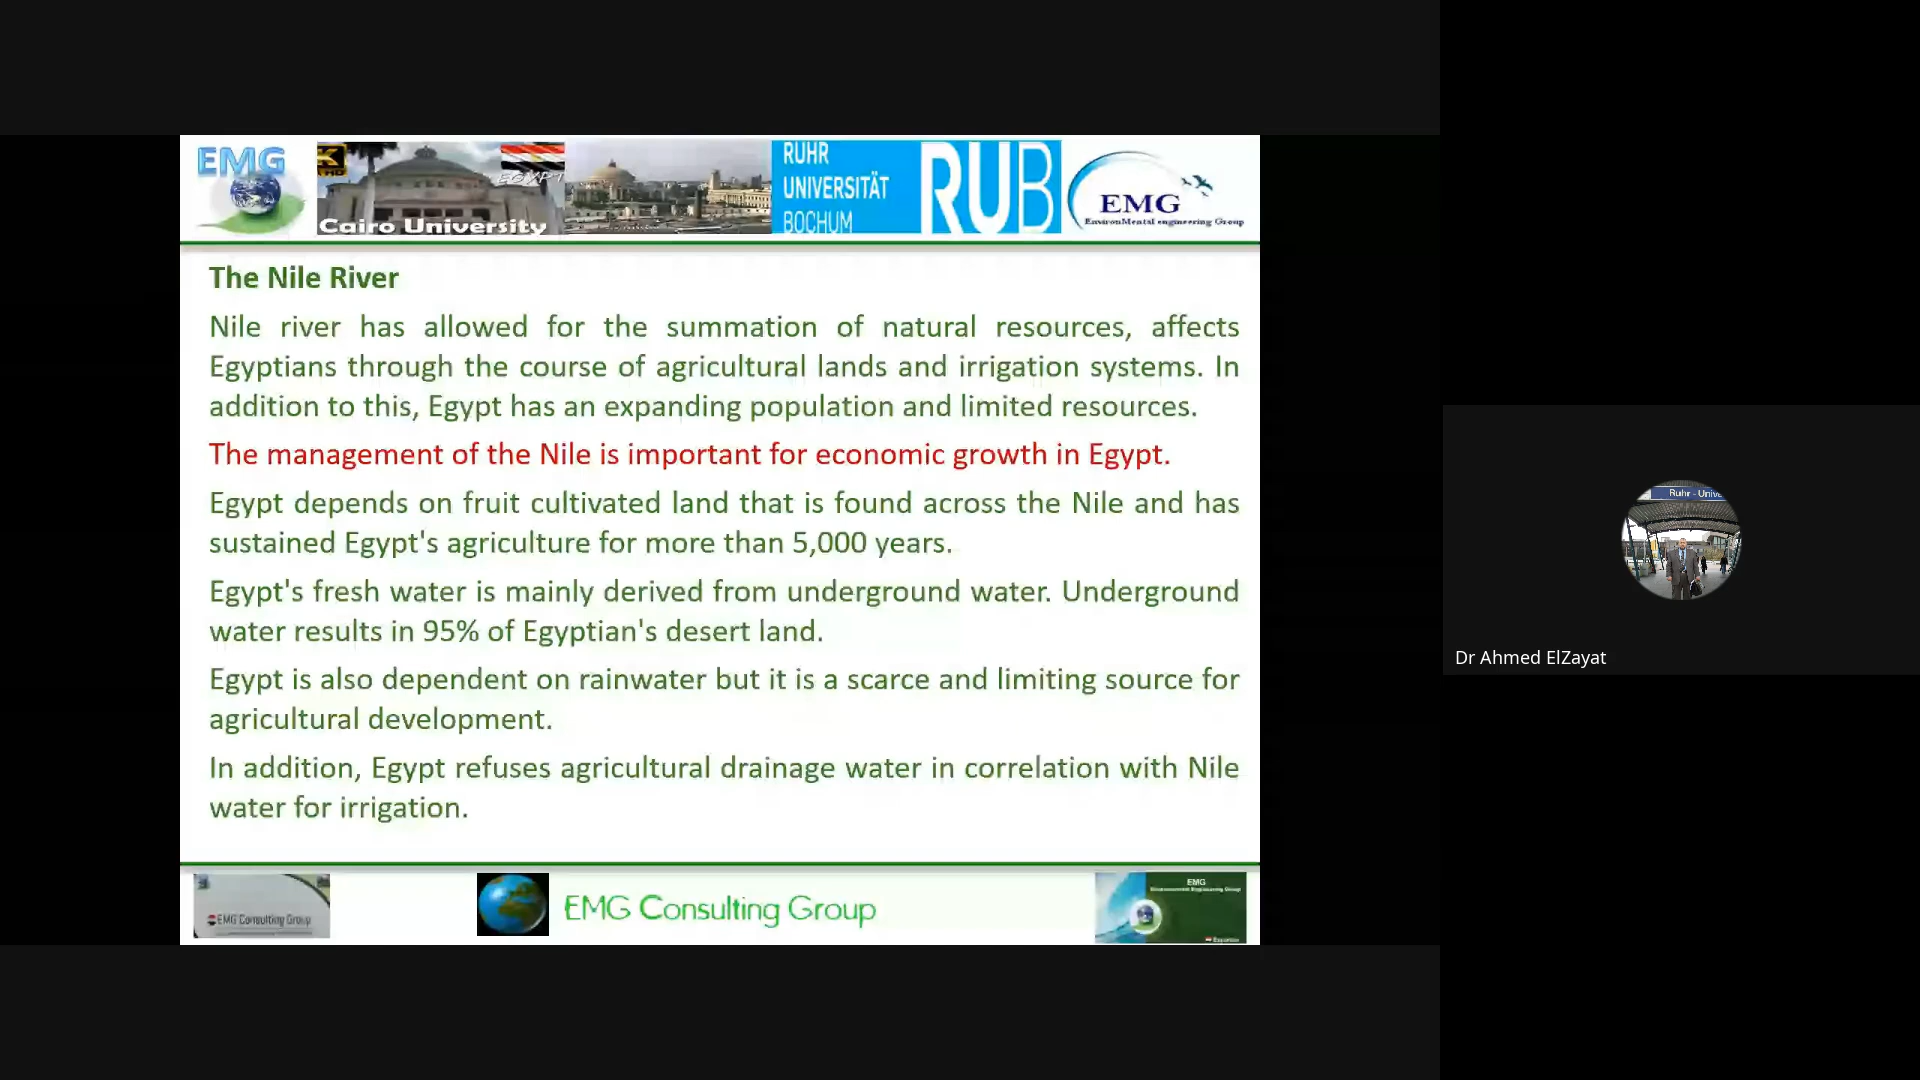 EMG
K
HD
EGYPT
Cairo University
RUHR
UNIVERSITÄT
BOCHUM
RUB
EMG
EnvironMental engineering Group
The Nile River
Nile river has allowed for the summation of natural resources, affects
Egyptians through the course of agricultural lands and irrigation systems. In
addition to this, Egypt has an expanding population and limited resources.
The management of the Nile is important for economic growth in Egypt.
Egypt depends on fruit cultivated land that is found across the Nile and has
sustained Egypt's agriculture for more than 5,000 years.
Egypt's fresh water is mainly derived from underground water. Underground
water results in 95% of Egyptian's desert land.
Egypt is also dependent on rainwater but it is a scarce and limiting source for
agricultural development.
In addition, Egypt refuses agricultural drainage water in correlation with Nile
water for irrigation.
EMG Consulting Group
EMG Consulting Group
EMG
Environmental Engineering Group
Ruhr - Unive
Dr Ahmed ElZayat